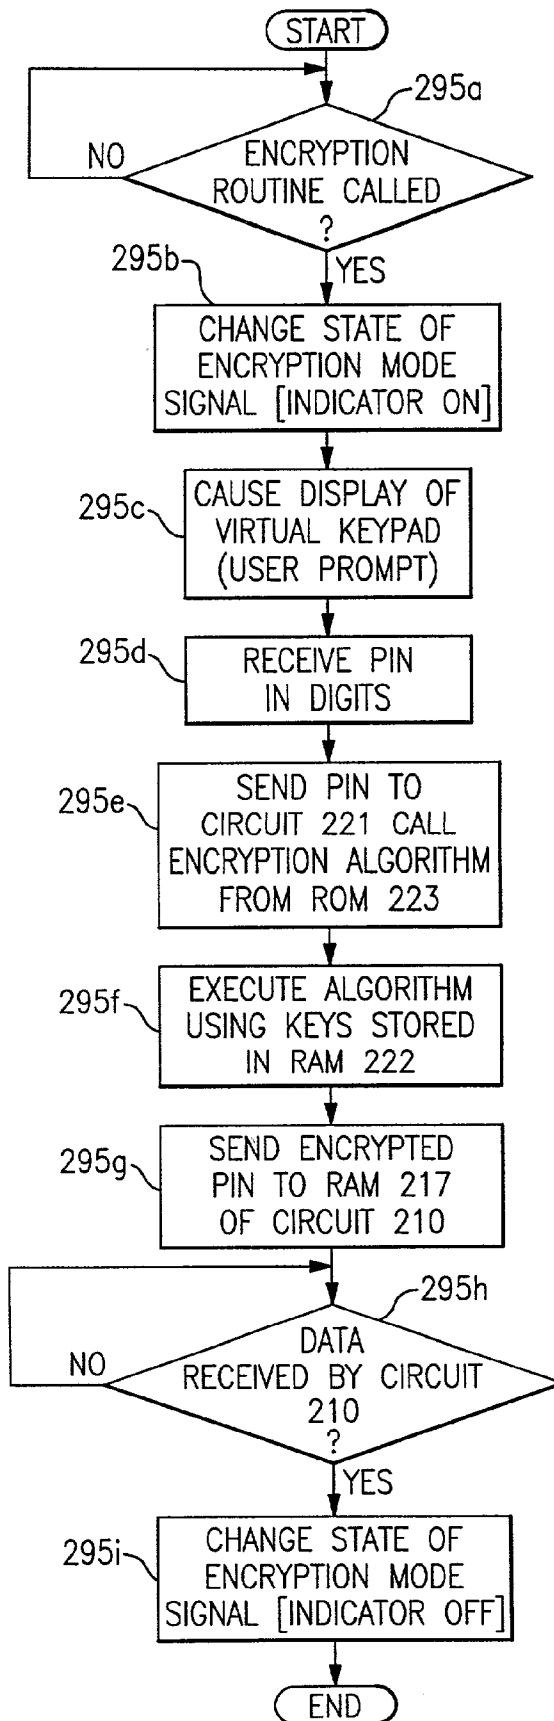 START
295a
NO
ENCRYPTION
ROUTINE CALLED
?
295b
YES
CHANGE STATE OF
ENCRYPTION MODE
SIGNAL [INDICATOR ON]
295c
CAUSE DISPLAY OF
VIRTUAL KEYPAD
(USER PROMPT)
295d
RECEIVE PIN
IN DIGITS
295e
SEND PIN TO
CIRCUIT 221 CALL
ENCRYPTION ALGORITHM
FROM ROM 223
295f
EXECUTE ALGORITHM
USING KEYS STORED
IN RAM 222
295g
SEND ENCRYPTED
PIN TO RAM 217
OF CIRCUIT 210
295h
NO
DATA
RECEIVED BY CIRCUIT
210
?
YES
295i
CHANGE STATE OF
ENCRYPTION MODE
SIGNAL [INDICATOR OFF]
END